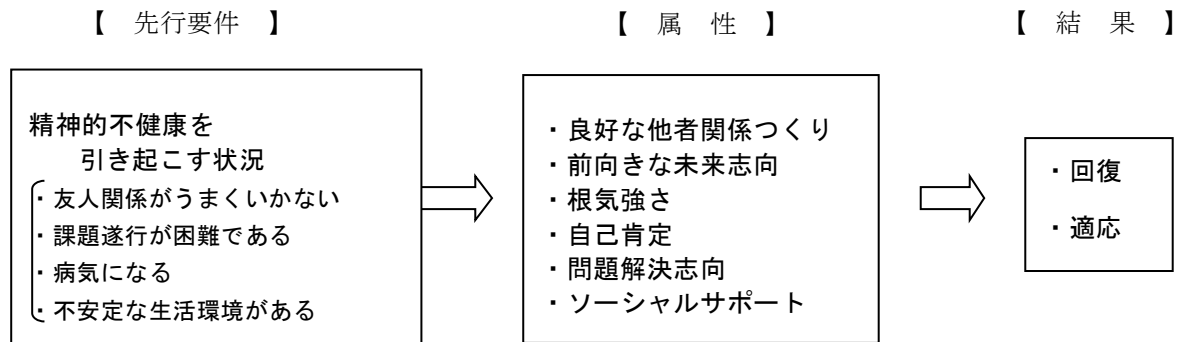 【　先行要件　】
【　属　性　】
【　結　果　】
精神的不健康を
引き起こす状況
・友人関係がうまくいかない
・課題遂行が困難である
・病気になる
・不安定な生活環境がある
・良好な他者関係つくり
・前向きな未来志向
・根気強さ
・自己肯定
・問題解決志向
・ソーシャルサポート
・回復
・適応